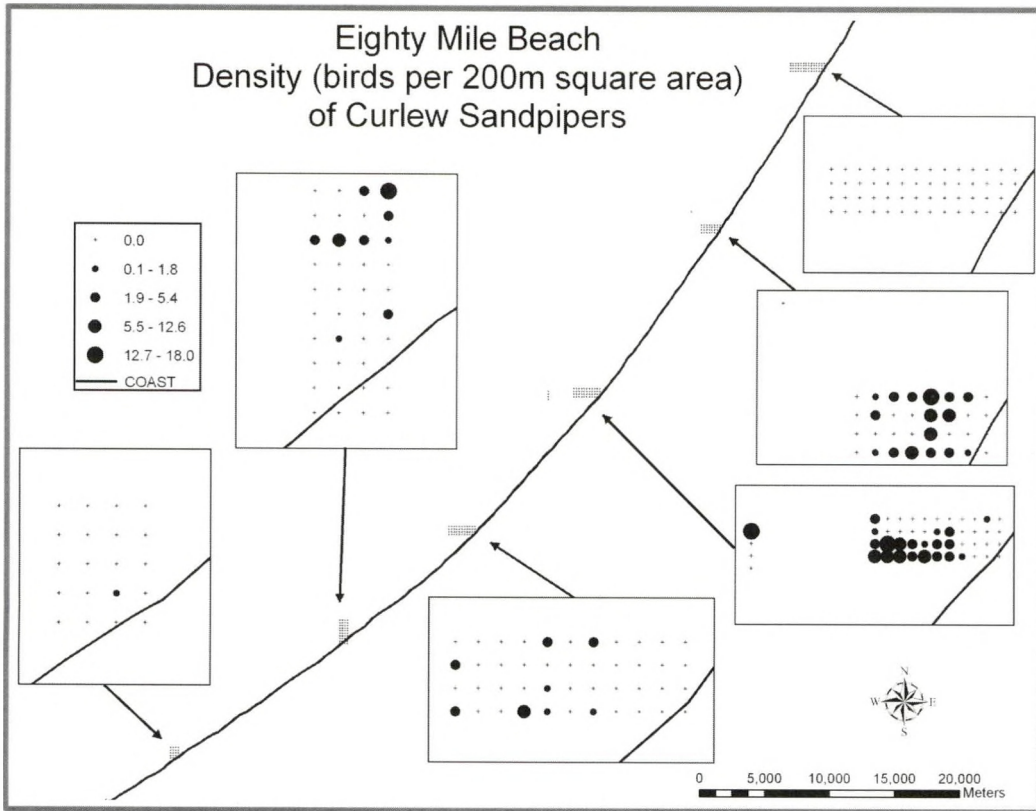 Eighty Mile Beach
Density (birds per 200m square area)
of Curlew Sandpipers
0.0
0.1 - 1.8
1.9 - 5.4
5.5 - 12.6
12.7 - 18.0
COAST
N
W E
S
0 5,000 10,000 15,000 20,000
Meters